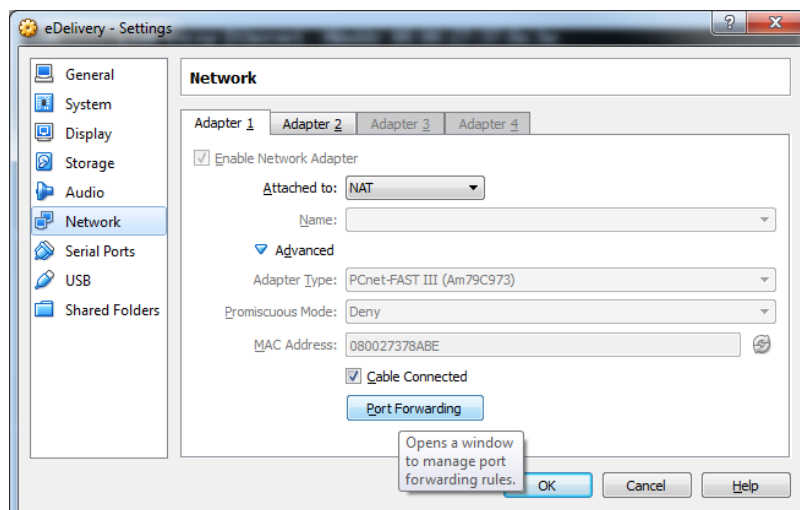 eDelivery - Settings
General
System
Display
Storage
Audio
Network
Serial Ports
USB
Shared Folders
Network
Adapter 1 Adapter 2 Adapter 3 Adapter 4
Enable Network Adapter
Attached to: NAT
Name:
Advanced
Adapter Type: PCnet-FAST III (Am79C973)
Promiscuous Mode: Deny
MAC Address: 080027378ABE
Cable Connected
Port Forwarding
Opens a window
to manage port
forwarding rules.
OK Cancel Help